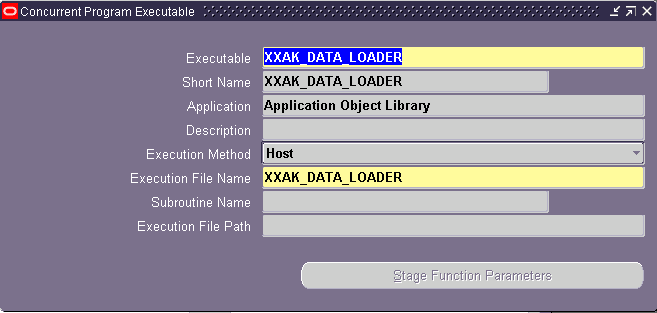 Concurrent Program Executable
Executable XXAK_DATA_LOADER
Short Name XXAK_DATA_LOADER
Application Application Object Library
Description
Execution Method Host
Execution File Name XXAK_DATA_LOADER
Subroutine Name
Execution File Path
Stage Function Parameters